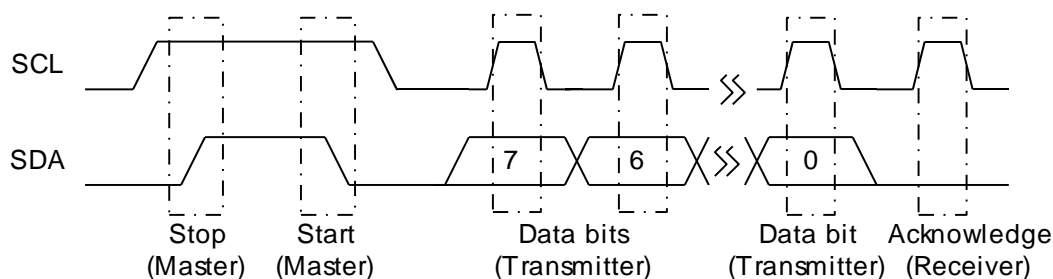 SCL
SDA
7
6
0
Stop
(Master)
Start
(Master)
Data bits
(Transmitter)
Data bit
(Transmitter)
Acknowledge
(Receiver)